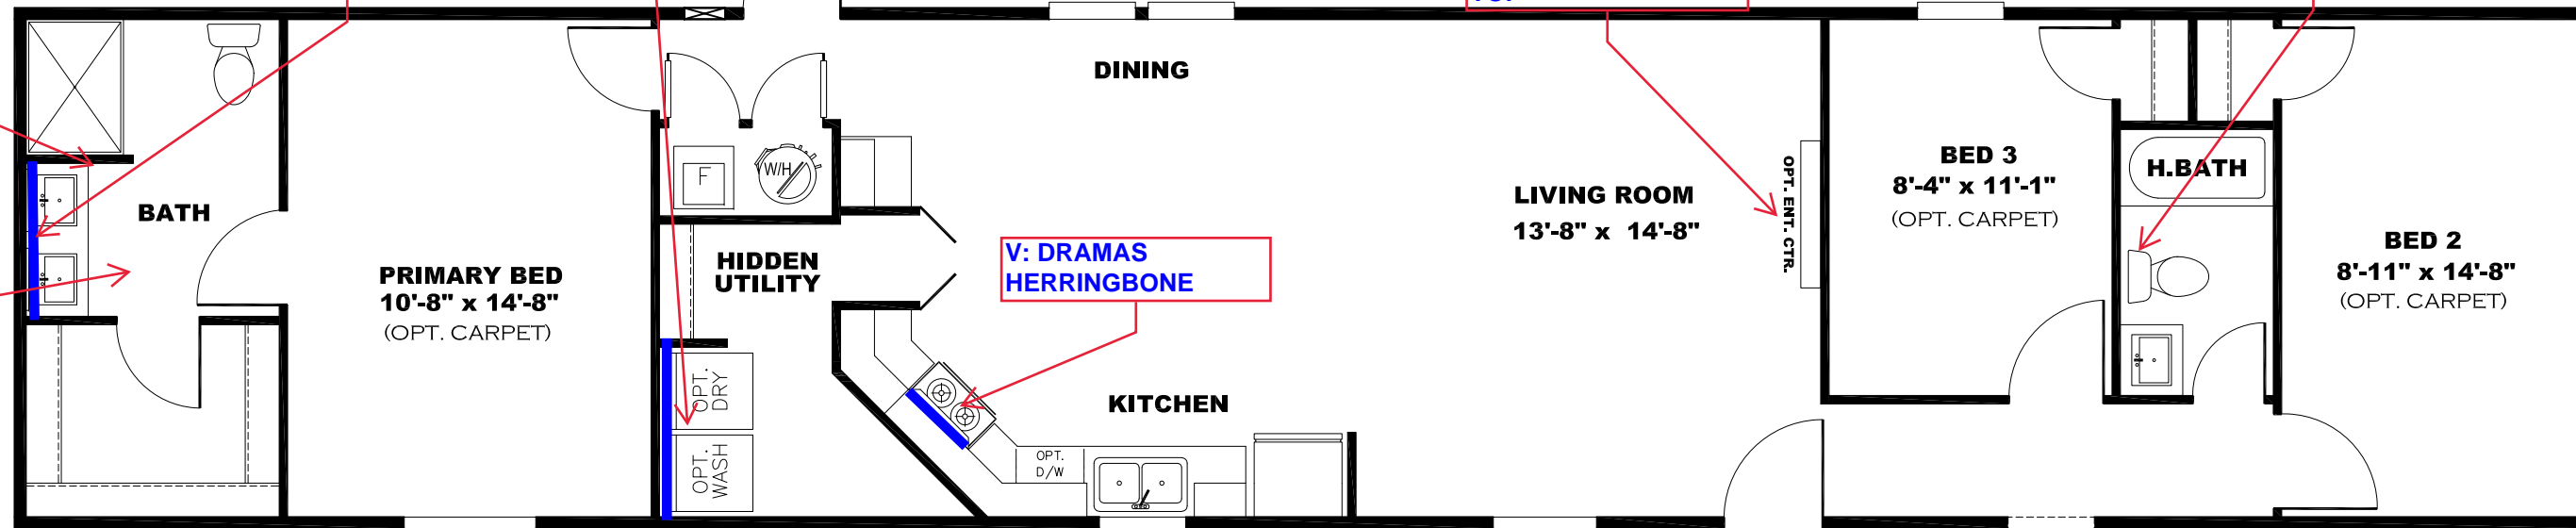 DINING
F
W/H
BATH
PRIMARY BED
10'-8" x 14'-8"
(OPT. CARPET)
HIDDEN
UTILITY
OPT.
DRY
OPT.
WASH
V: DRAMAS
HERRINGBONE
KITCHEN
OPT.
D/W
LIVING ROOM
13'-8" x 14'-8"
OPT. ENT. CTR.
BED 3
8'-4" x 11'-1"
(OPT. CARPET)
H.BATH
BED 2
8'-11" x 14'-8"
(OPT. CARPET)